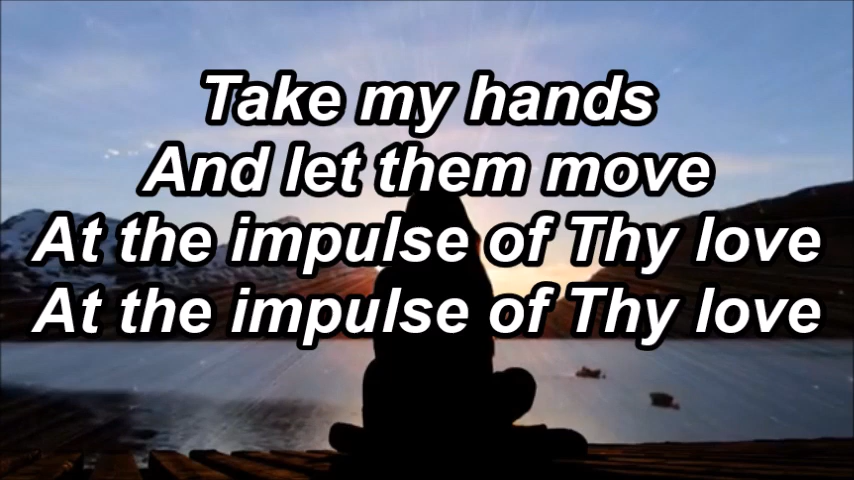 Take my hands
And let them move
At the impulse of Thy love
At the impulse of Thy love